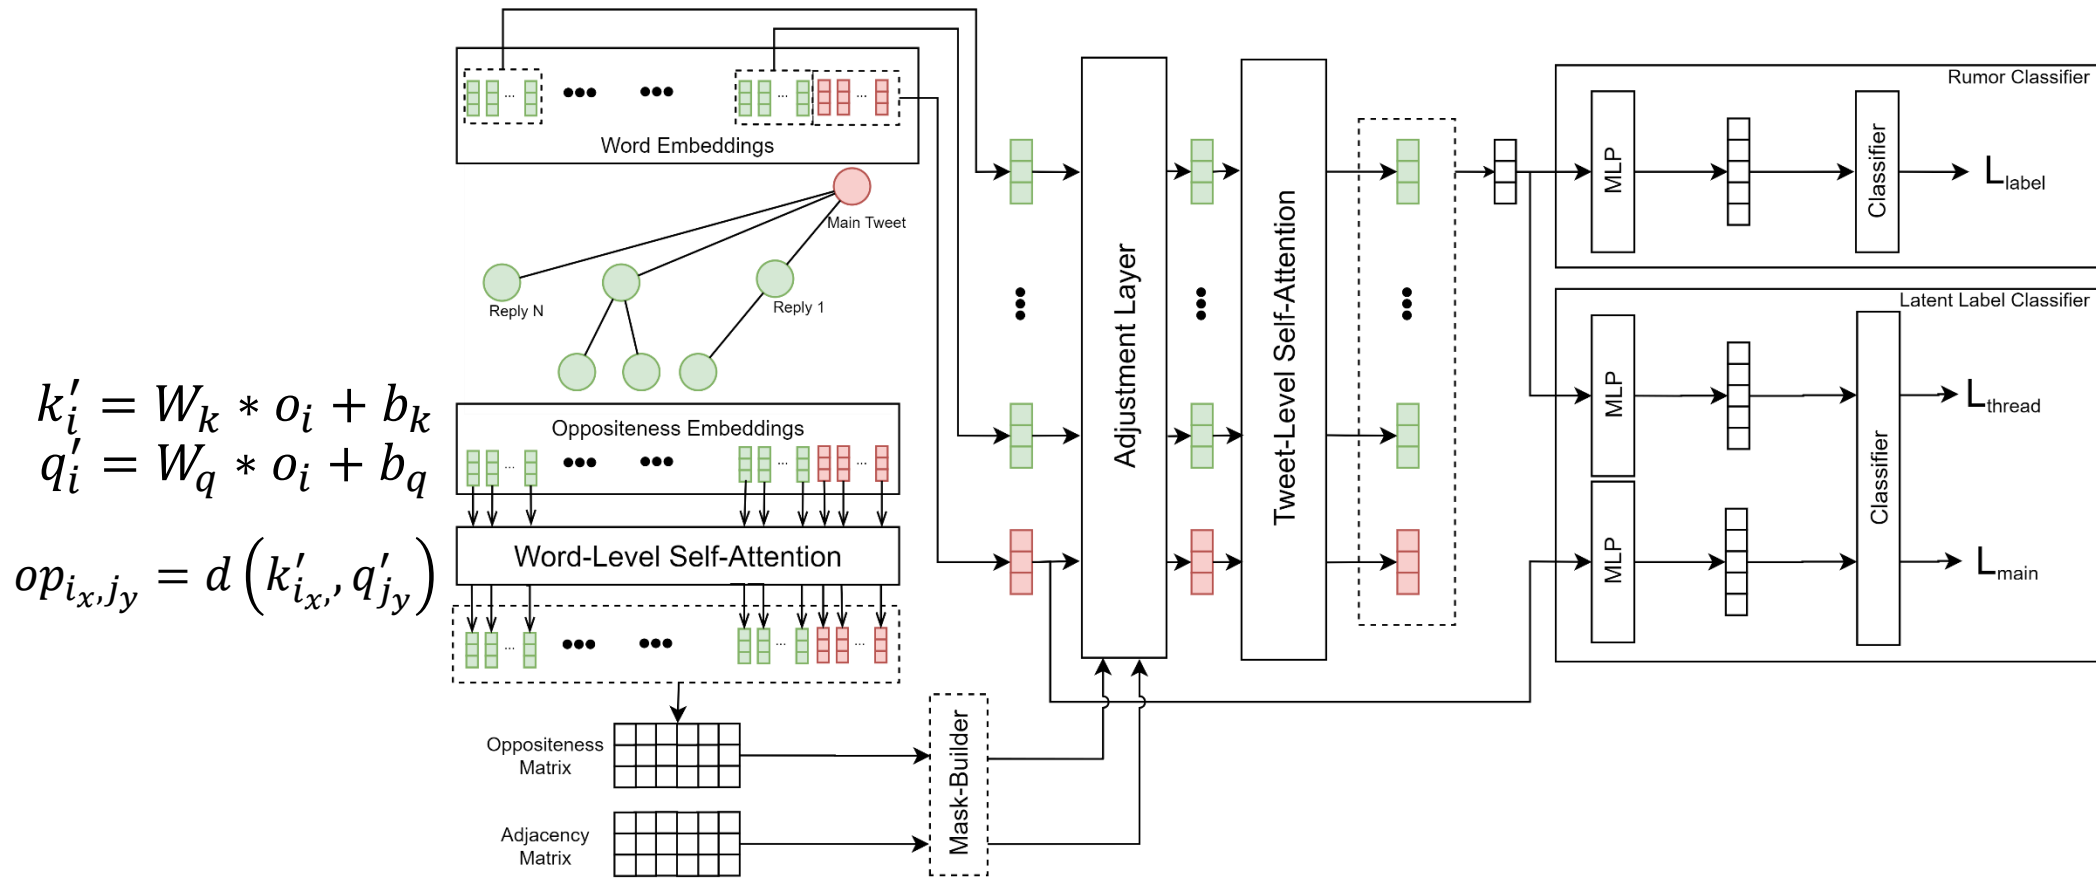 Word Embeddings
Main Tweet
Reply N
Reply 1
k'_i = W_k * o_i + b_k
q'_i = W_q * o_i + b_q
op_{i_x,j_y} = d(k'_{i_x,}, q'_{j_y})
Oppositeness Embeddings
Word-Level Self-Attention
Oppositeness
Matrix
Adjacency
Matrix
Mask-Builder
Adjustment Layer
Tweet-Level Self-Attention
Rumor Classifier
MLP
Classifier
L_label
Latent Label Classifier
MLP
MLP
Classifier
L_thread
L_main